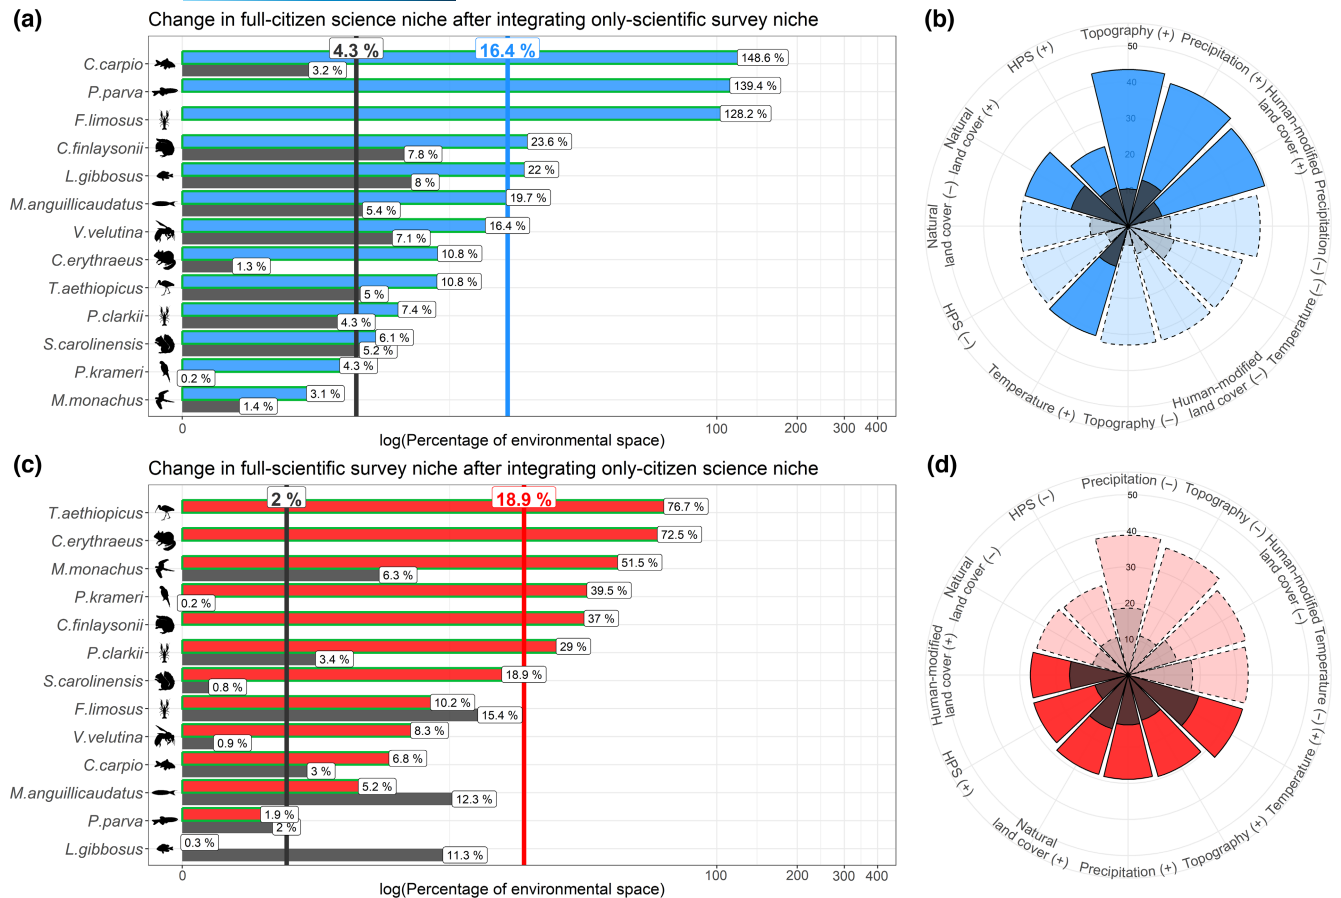 (a)
Change in full-citizen science niche after integrating only-scientific survey niche
4.3 %
16.4 %
C.carpio
148.6 %
3.2 %
P.parva
139.4 %
F.limosus
128.2 %
C.finlaysonii
23.6 %
7.8 %
L.gibbosus
22 %
8 %
M.anguillicaudatus
19.7 %
5.4 %
V.velutina
16.4 %
7.1 %
C.erythraeus
10.8 %
1.3 %
T.aethiopicus
10.8 %
5 %
P.clarkii
7.4 %
4.3 %
S.carolinensis
6.1 %
5.2 %
P.krameri
4.3 %
0.2 %
M.monachus
3.1 %
1.4 %
0
100
200
300
400
log(Percentage of environmental space)
(b)
Topography (+)
Precipitation (+)
Human-modified
land cover (+)
Precipitation (−)
Temperature (−)
Human-modified
land cover (−)
Topography (−)
Temperature (+)
HPS (−)
Natural
land cover (−)
Natural
land cover (+)
HPS (+)
50
40
30
20
10
(c)
Change in full-scientific survey niche after integrating only-citizen science niche
2 %
18.9 %
T.aethiopicus
76.7 %
C.erythraeus
72.5 %
M.monachus
51.5 %
6.3 %
P.krameri
39.5 %
0.2 %
C.finlaysonii
37 %
P.clarkii
29 %
3.4 %
S.carolinensis
18.9 %
0.8 %
F.limosus
10.2 %
15.4 %
V.velutina
8.3 %
0.9 %
C.carpio
6.8 %
3 %
M.anguillicaudatus
5.2 %
12.3 %
P.parva
1.9 %
2 %
L.gibbosus
0.3 %
11.3 %
0
100
200
300
400
log(Percentage of environmental space)
(d)
Precipitation (−)
Topography (−)
Human-modified
land cover (−)
Temperature (−)
Temperature (+)
Topography (+)
Precipitation (+)
Natural
land cover (+)
HPS (+)
Human-modified
land cover (+)
Natural
land cover (−)
HPS (−)
50
40
30
20
10